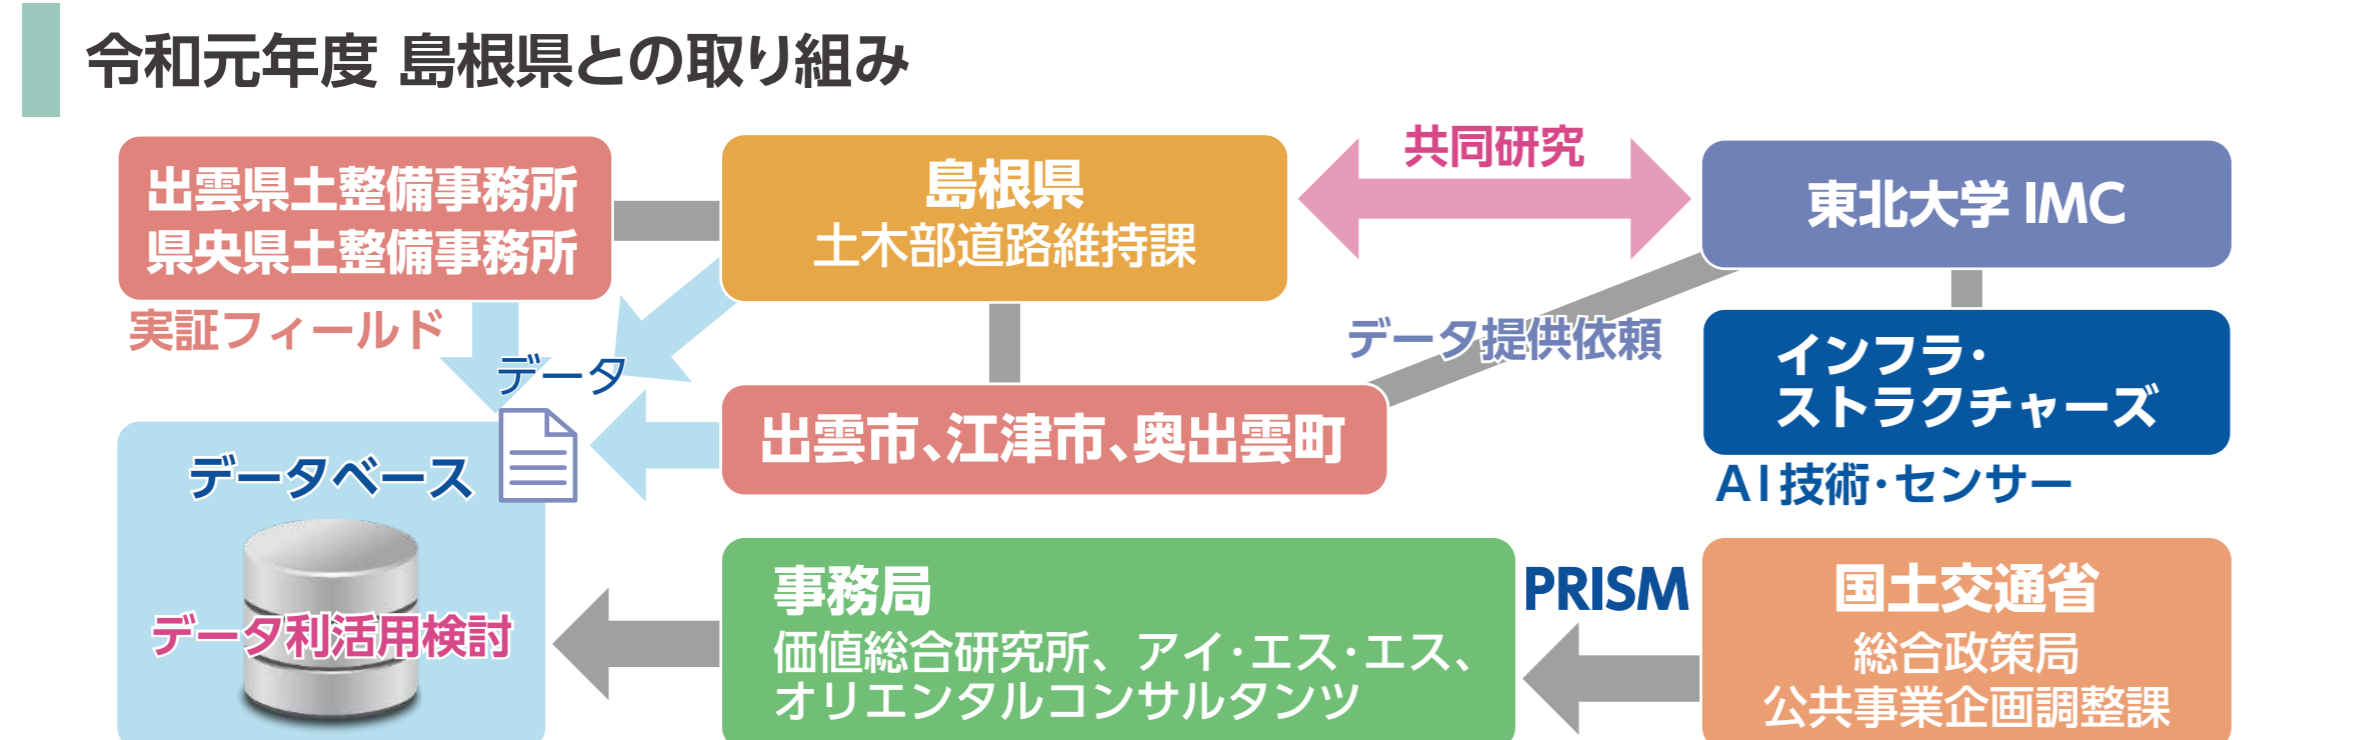 令和元年度 島根県との取り組み
出雲県土整備事務所
県央県土整備事務所
実証フィールド
島根県
土木部道路維持課
共同研究
東北大学 IMC
データ提供依頼
インフラ・
ストラクチャーズ
AI技術・センサー
データ
出雲市、江津市、奥出雲町
データベース
データ利活用検討
事務局
価値総合研究所、アイ・エス・エス、
オリエンタルコンサルタンツ
PRISM
国土交通省
総合政策局
公共事業企画調整課